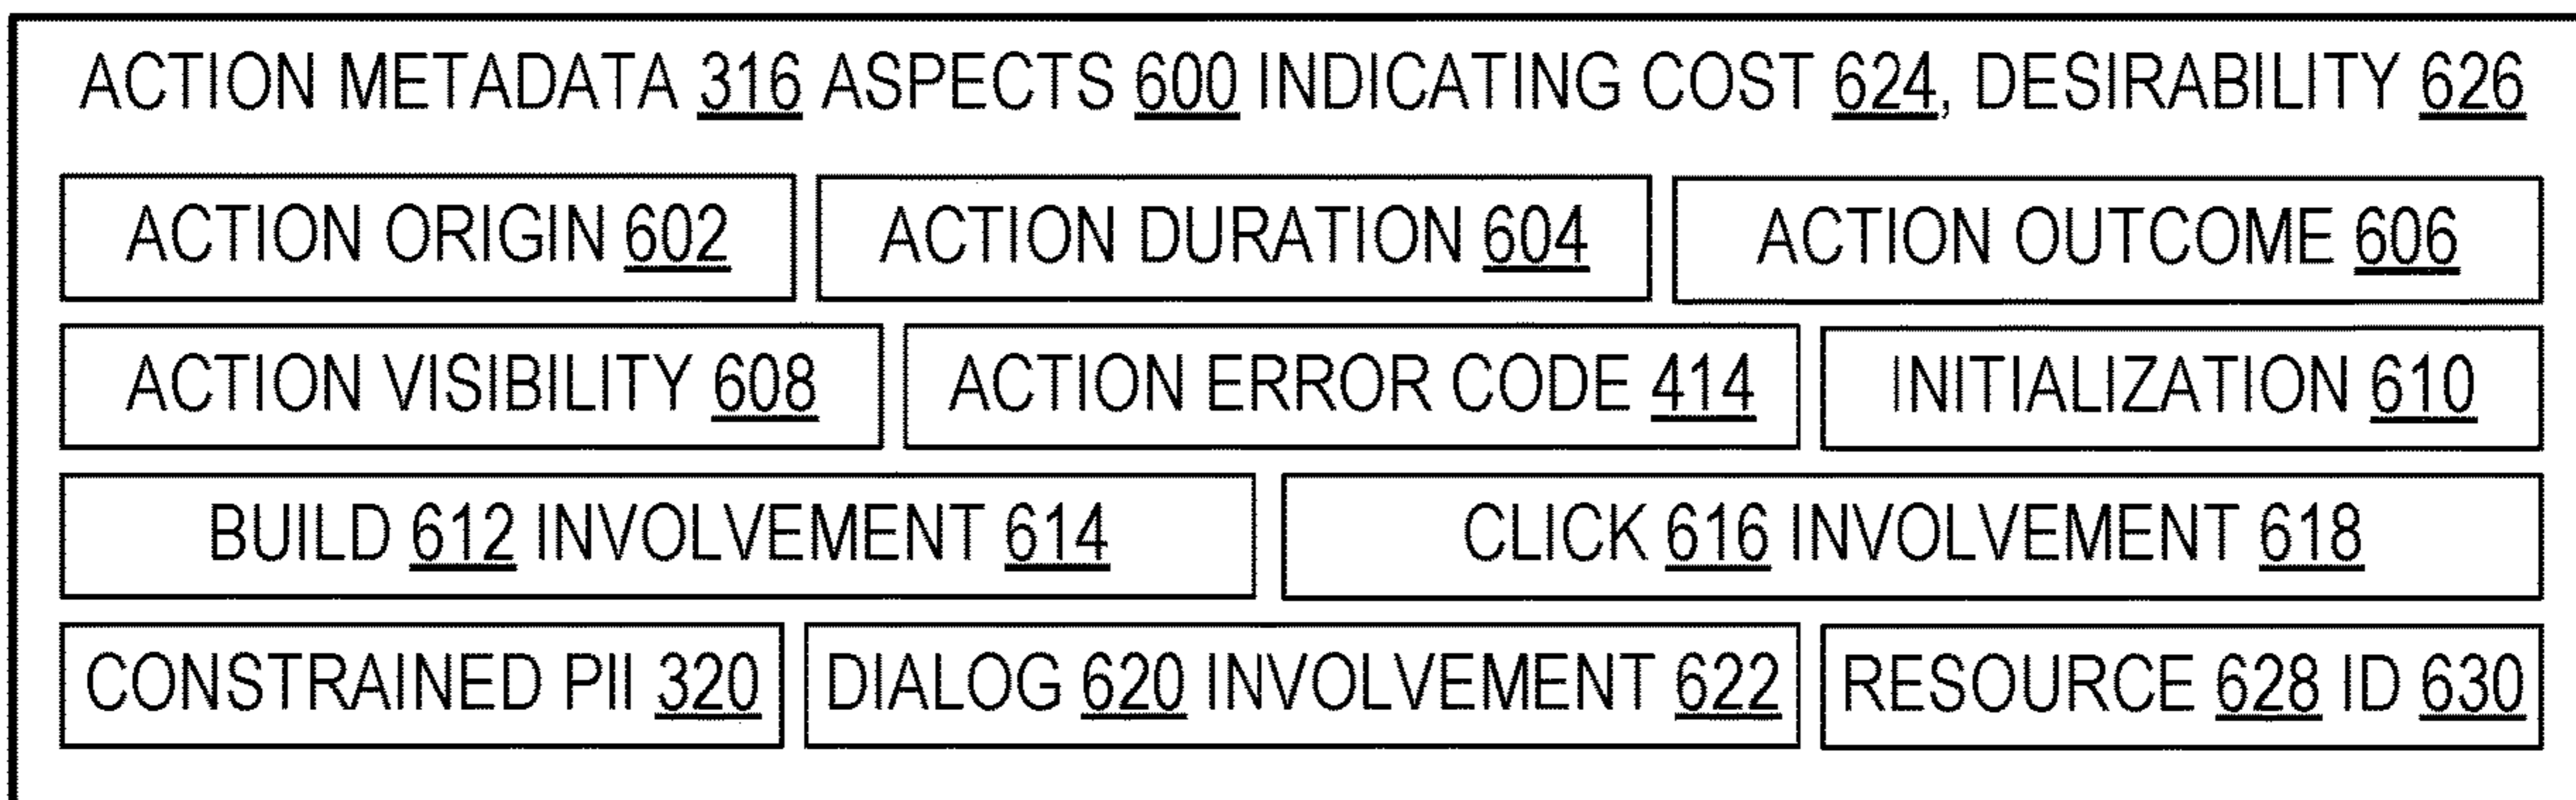 ACTION METADATA 316 ASPECTS 600 INDICATING COST 624, DESIRABILITY 626
ACTION ORIGIN 602
ACTION DURATION 604
ACTION OUTCOME 606
ACTION VISIBILITY 608
ACTION ERROR CODE 414
INITIALIZATION 610
BUILD 612 INVOLVEMENT 614
CLICK 616 INVOLVEMENT 618
CONSTRAINED PII 320
DIALOG 620 INVOLVEMENT 622
RESOURCE 628 ID 630